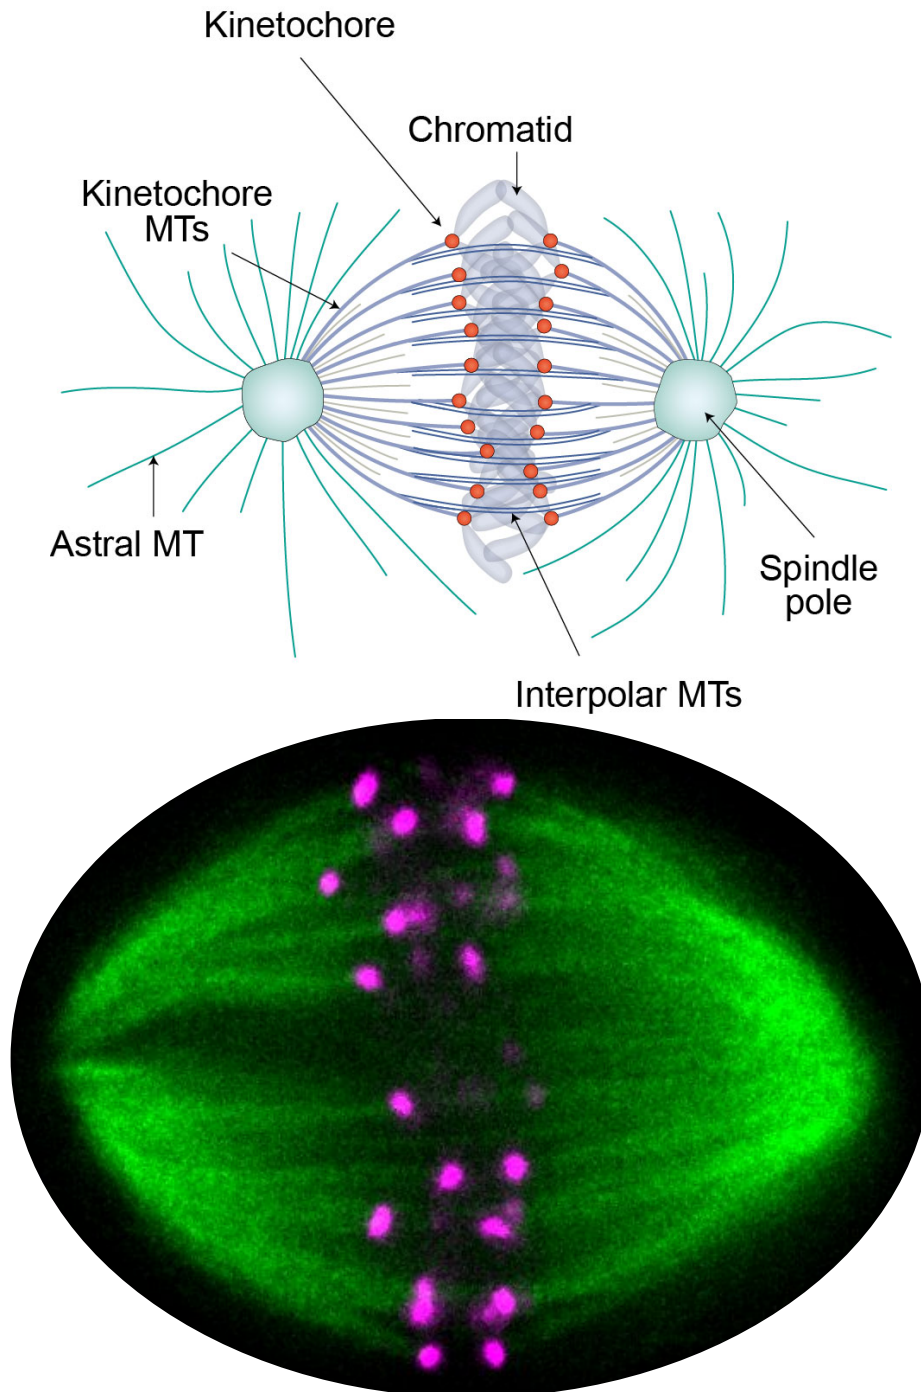 Kinetochore
Chromatid
Kinetochore
MTs
Astral MT
Spindle
pole
Interpolar MTs